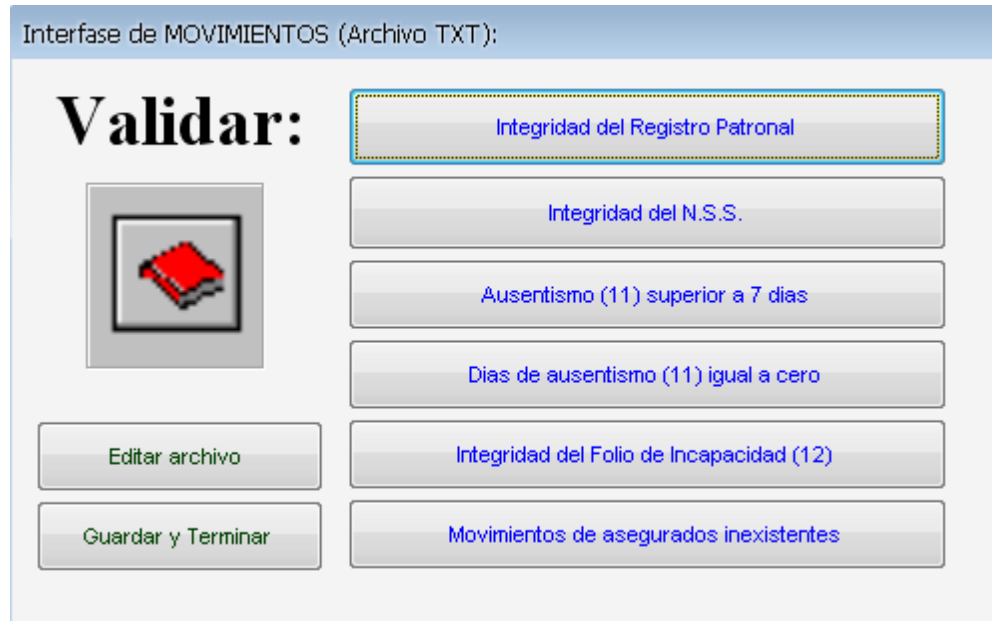 Interfase de MOVIMIENTOS (Archivo TXT):
Validar:
Integridad del Registro Patronal
Integridad del N.S.S.
Ausentismo (11) superior a 7 dias
Dias de ausentismo (11) igual a cero
Editar archivo
Integridad del Folio de Incapacidad (12)
Guardar y Terminar
Movimientos de asegurados inexistentes